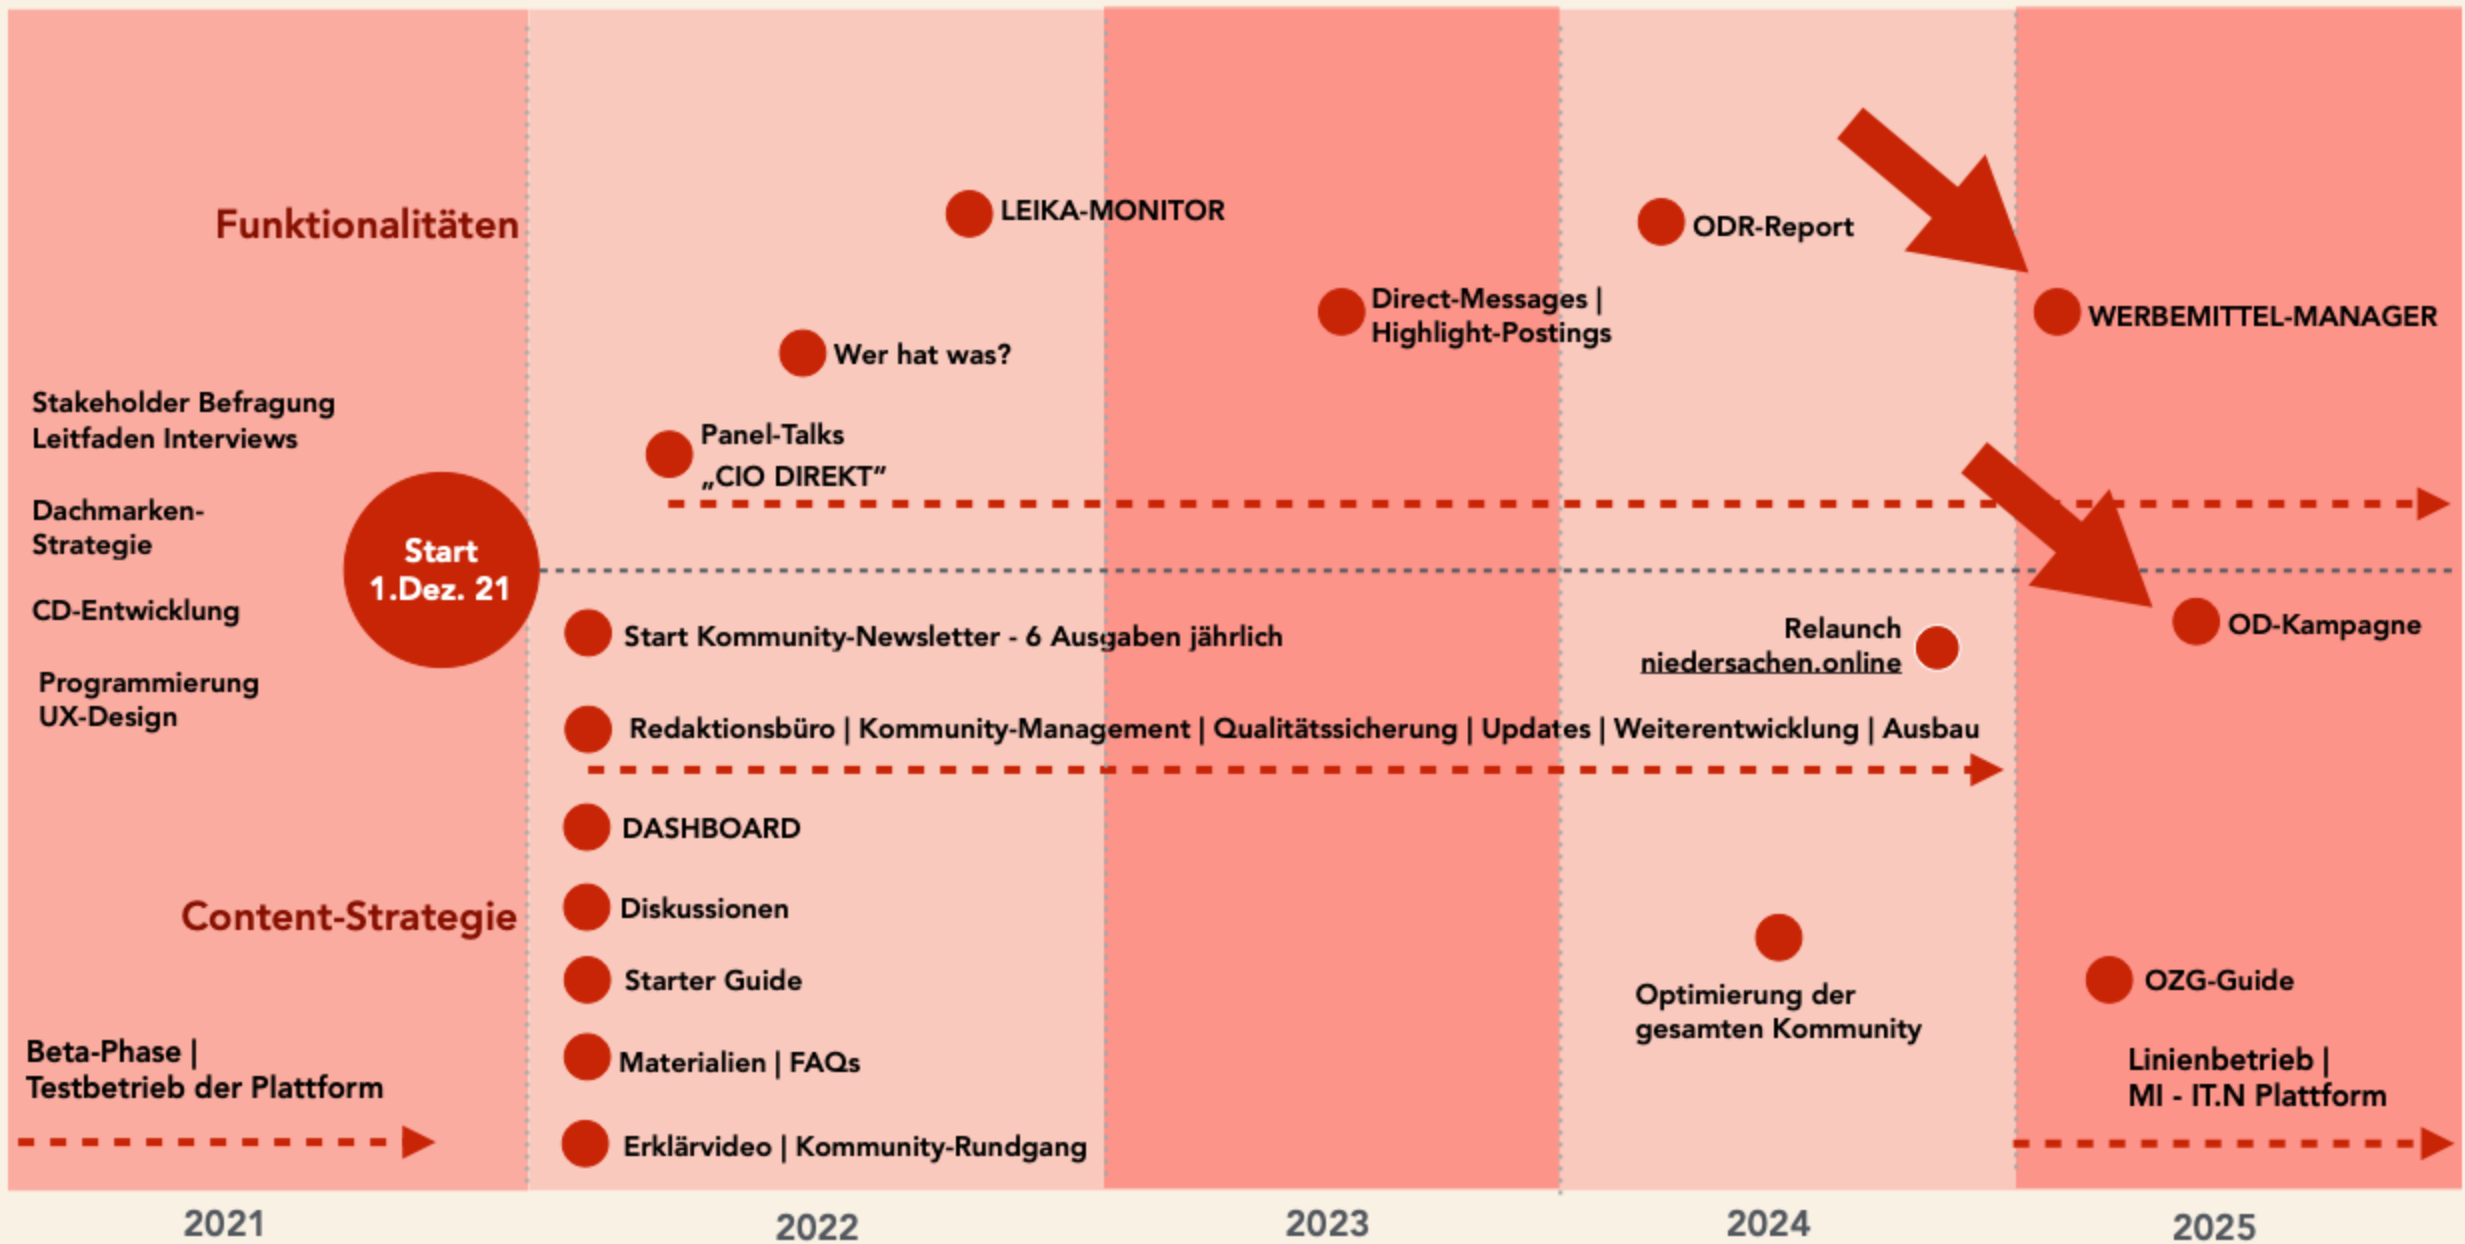 Funktionalitäten
LEIKA-MONITOR
ODR-Report
Direct-Messages |
Highlight-Postings
WERBEMITTEL-MANAGER
Wer hat was?
Stakeholder Befragung
Leitfaden Interviews
Panel-Talks
„CIO DIREKT”
Dachmarken-
Strategie
Start
1.Dez. 21
CD-Entwicklung
Programmierung
UX-Design
Start Kommunity-Newsletter - 6 Ausgaben jährlich
Relaunch
niedersachen.online
OD-Kampagne
Redaktionsbüro | Kommunity-Management | Qualitätssicherung | Updates | Weiterentwicklung | Ausbau
DASHBOARD
Content-Strategie
Diskussionen
Starter Guide
Optimierung der
gesamten Kommunity
OZG-Guide
Beta-Phase |
Testbetrieb der Plattform
Materialien | FAQs
Linienbetrieb |
MI - IT.N Plattform
Erklärvideo | Kommunity-Rundgang
2021
2022
2023
2024
2025